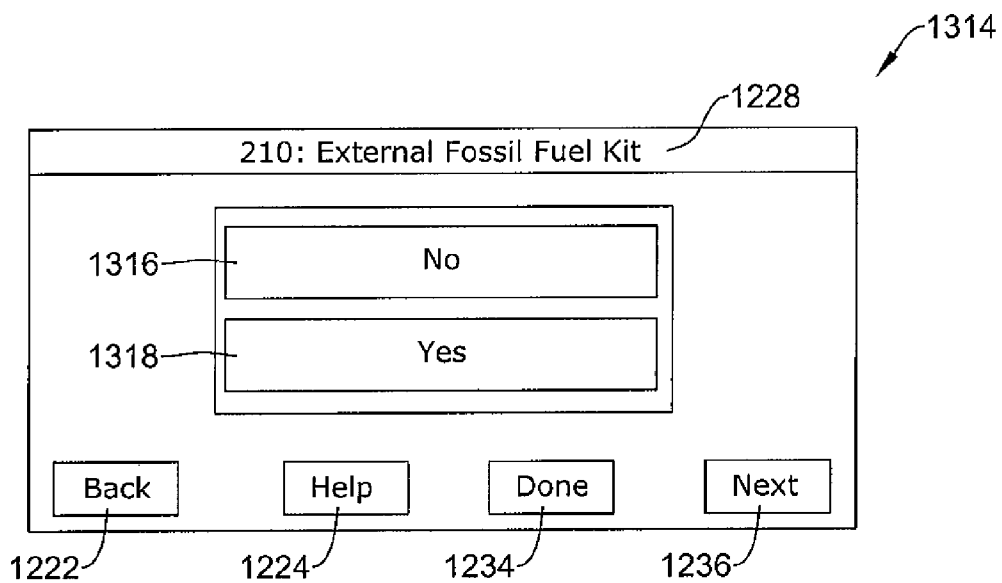 1314
1228
210: External Fossil Fuel Kit
1316 No
1318 Yes
Back Help Done Next
1222 1224 1234 1236